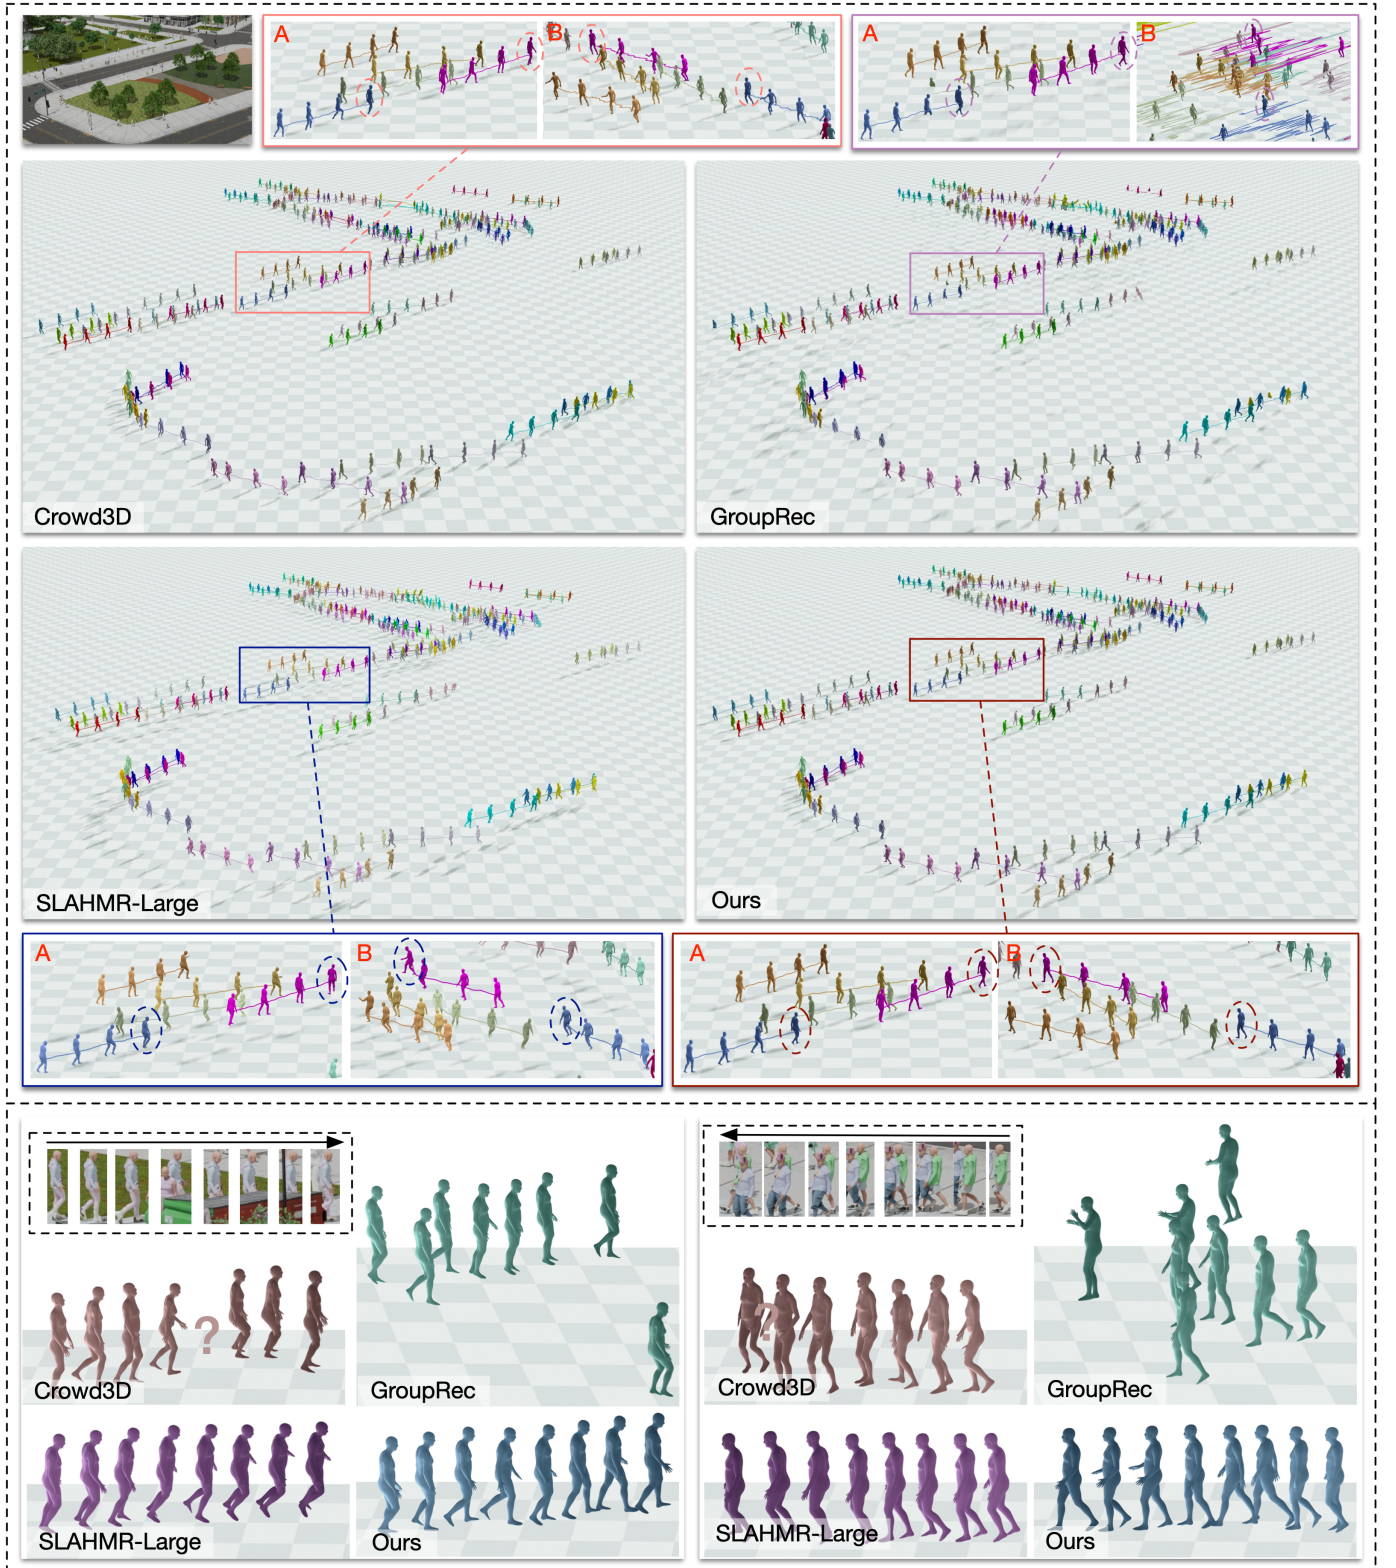 A
B
A
B
Crowd3D
GroupRec
SLAHMR-Large
Ours
A
B
A
B
?
Crowd3D
GroupRec
?
Crowd3D
GroupRec
SLAHMR-Large
Ours
SLAHMR-Large
Ours